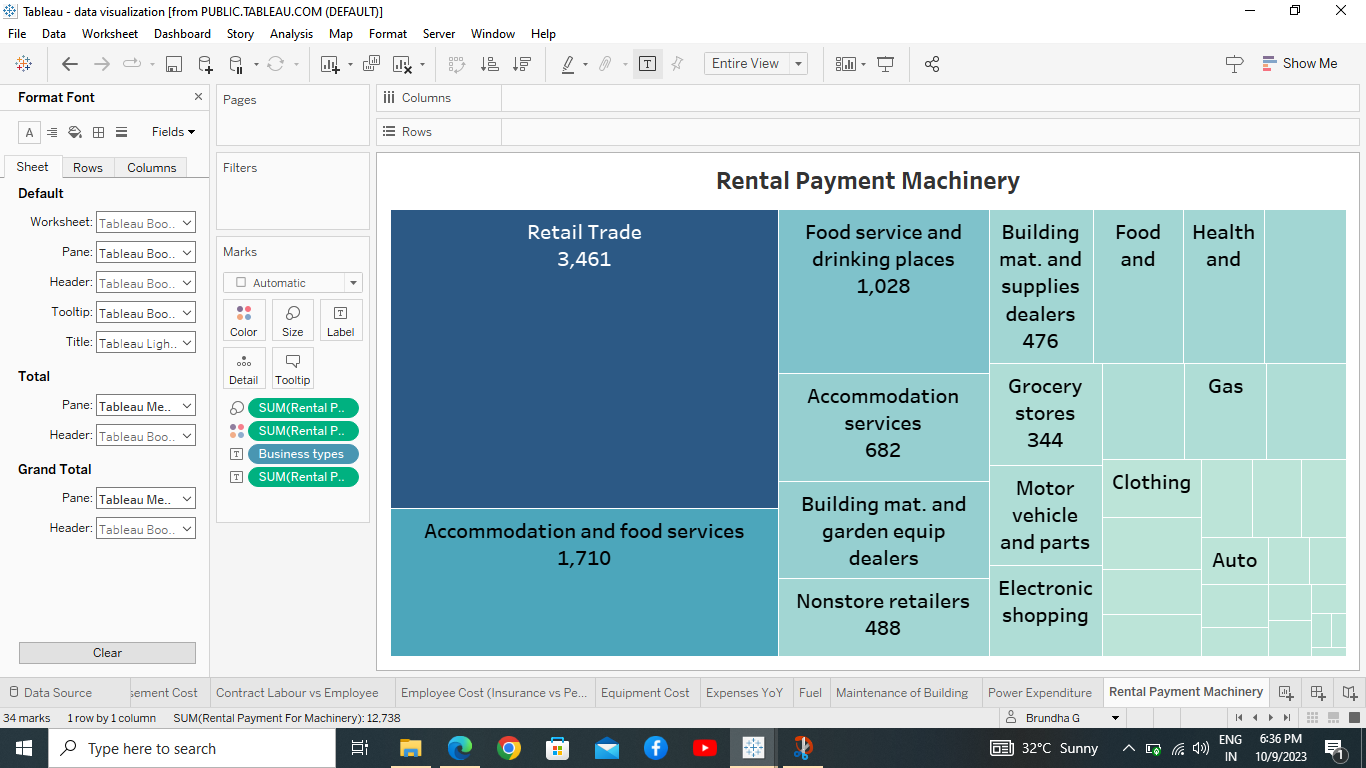 Tableau - data visualization [from PUBLIC.TABLEAU.COM (DEFAULT)]
File Data Worksheet Dashboard Story Analysis Map Format Server Window Help
Entire View
Show Me
Format Font
Fields
Sheet Rows Columns
Default
Worksheet: Tableau Boo..
Pane: Tableau Boo..
Header: Tableau Boo..
Tooltip: Tableau Boo..
Title: Tableau Ligh..
Total
Pane: Tableau Me..
Header: Tableau Boo..
Grand Total
Pane: Tableau Me..
Header: Tableau Boo..
Clear
Pages
Filters
Marks
Automatic
Color Size Label
Detail Tooltip
SUM(Rental P..
SUM(Rental P..
Business types
SUM(Rental P..
Columns
Rows
Rental Payment Machinery
Retail Trade
3,461
Accommodation and food services
1,710
Food service and
drinking places
1,028
Accommodation
services
682
Building mat. and
garden equip
dealers
Nonstore retailers
488
Building
mat. and
supplies
dealers
476
Grocery
stores
344
Motor
vehicle
and parts
Electronic
shopping
Food
and
Health
and
Gas
Clothing
Auto
Data Source sement Cost Contract Labour vs Employee Employee Cost (Insurance vs Pe... Equipment Cost Expenses YoY Fuel Maintenance of Building Power Expenditure Rental Payment Machinery
34 marks 1 row by 1 column SUM(Rental Payment For Machinery): 12,738 Brundha G
Type here to search
32°C Sunny
ENG
IN
6:36 PM
10/9/2023
1